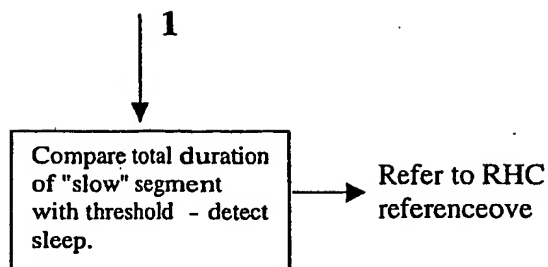 1
Compare total duration
of "slow" segment
with threshold - detect
sleep.
Refer to RHC
referenceove